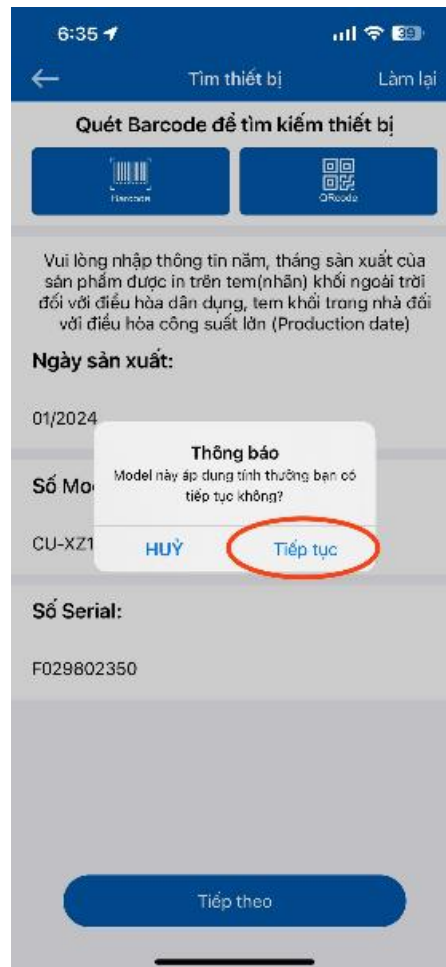 6:35
39
Tìm thiết bị
Làm lại
Quét Barcode để tìm kiếm thiết bị
Barcode
QRcode
Vui lòng nhập thông tin năm, tháng sản xuất của
sản phẩm được in trên tem(nhãn) khối ngoài trời
đối với điều hòa dân dụng, tem khối trong nhà đối
với điều hòa công suất lớn (Production date)
Ngày sản xuất:
01/2024
Thông báo
Model này áp dụng tính thưởng bạn có
tiếp tục không?
Số Mo
CU-XZ1
HUỶ
Tiếp tục
Số Serial:
F029802350
Tiếp theo